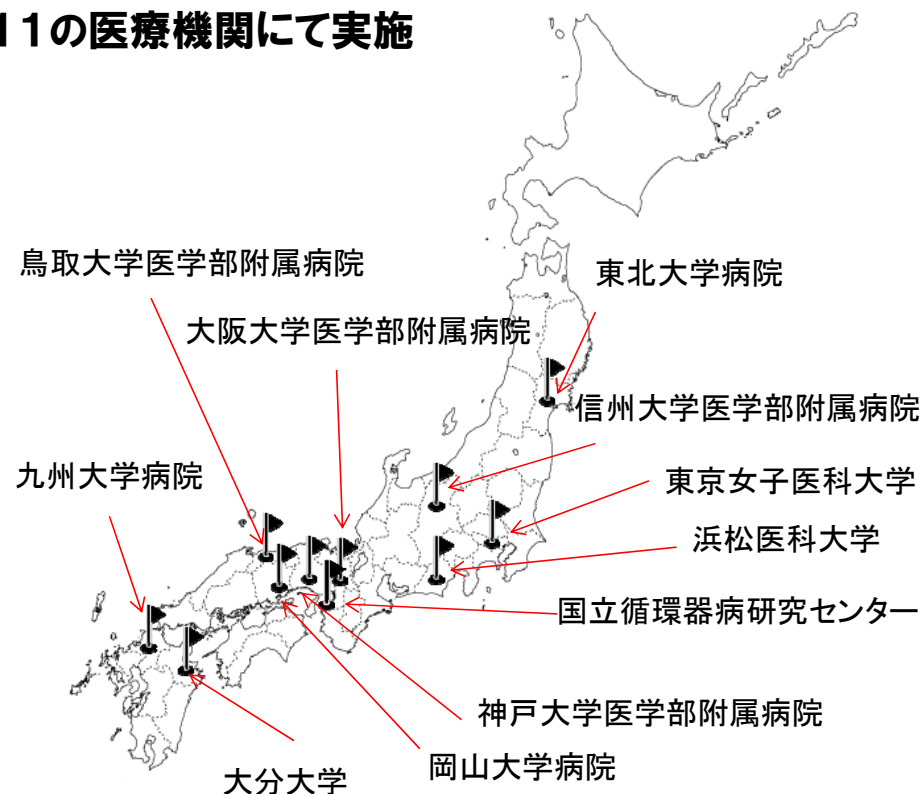 11の医療機関にて実施
鳥取大学医学部附属病院
東北大学病院
大阪大学医学部附属病院
信州大学医学部附属病院
九州大学病院
東京女子医科大学
浜松医科大学
国立循環器病研究センター
神戸大学医学部附属病院
岡山大学病院
大分大学